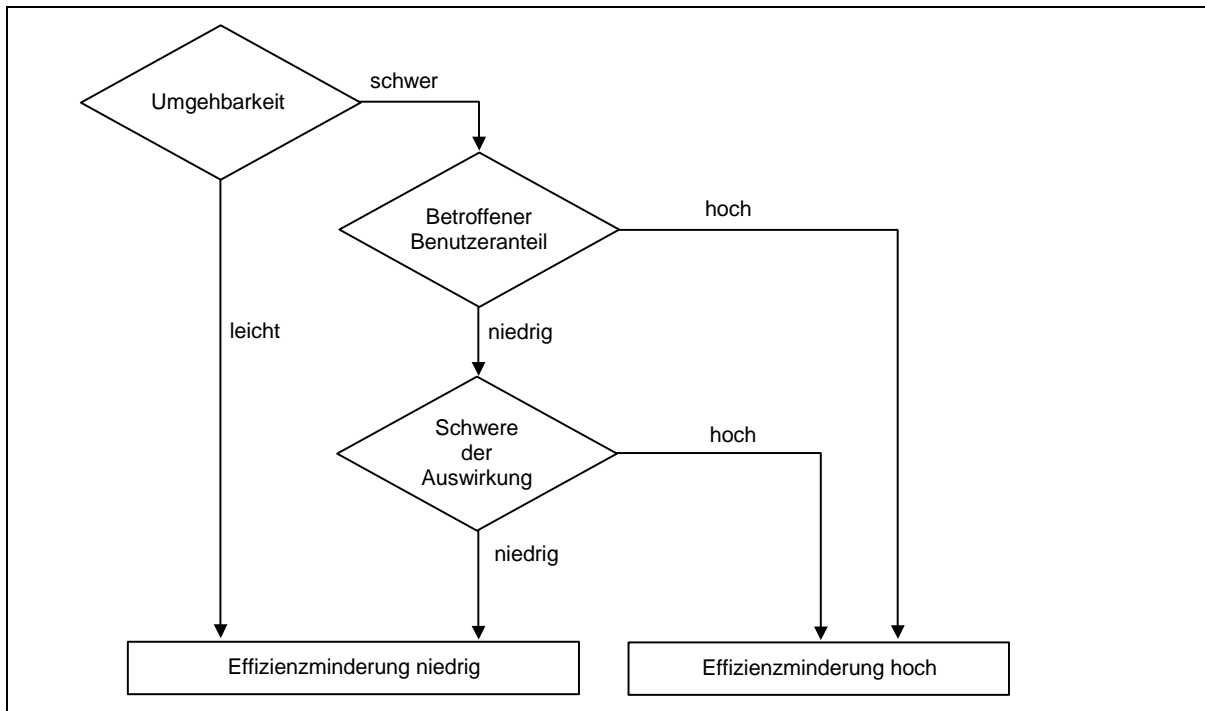 schwer
Umgehbarkeit
hoch
Betroffener
Benutzeranteil
leicht
niedrig
Schwere
der
Auswirkung
hoch
niedrig
Effizienzminderung niedrig
Effizienzminderung hoch